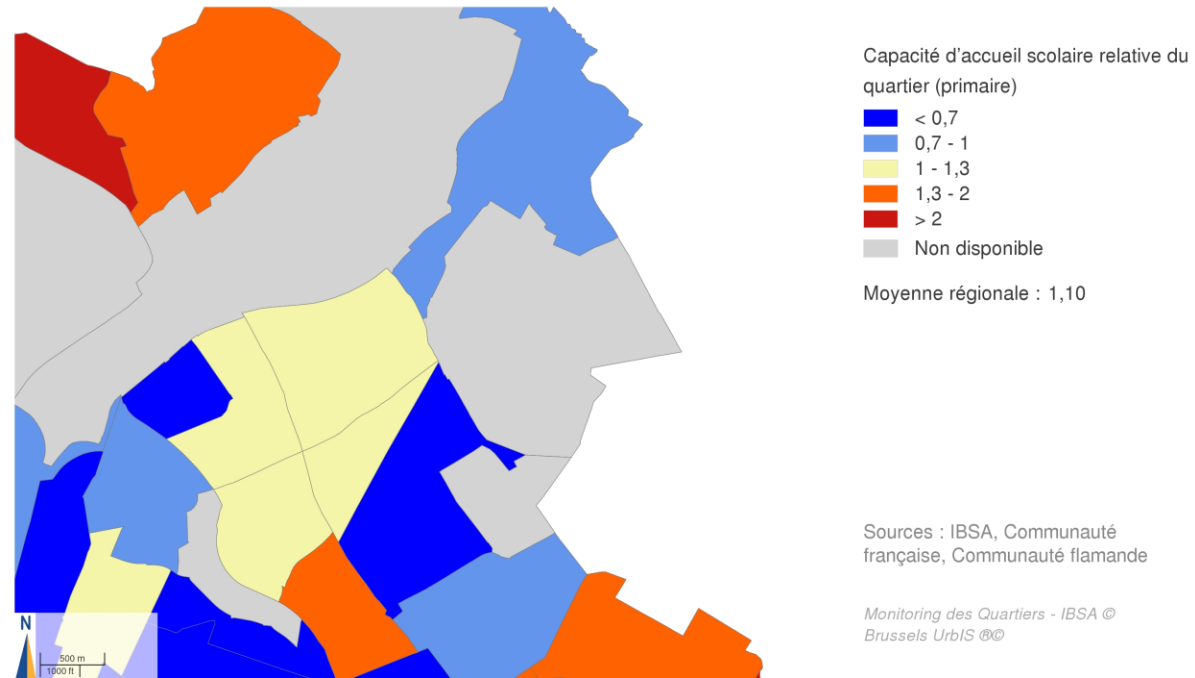 Capacité d'accueil scolaire relative du
quartier (primaire)
< 0,7
0,7 - 1
1 - 1,3
1,3 - 2
> 2
Non disponible
Moyenne régionale : 1,10
Sources : IBSA, Communauté
française, Communauté flamande
Monitoring des Quartiers - IBSA ©
Brussels UrbIS ®©
N
500 m
1000 ft